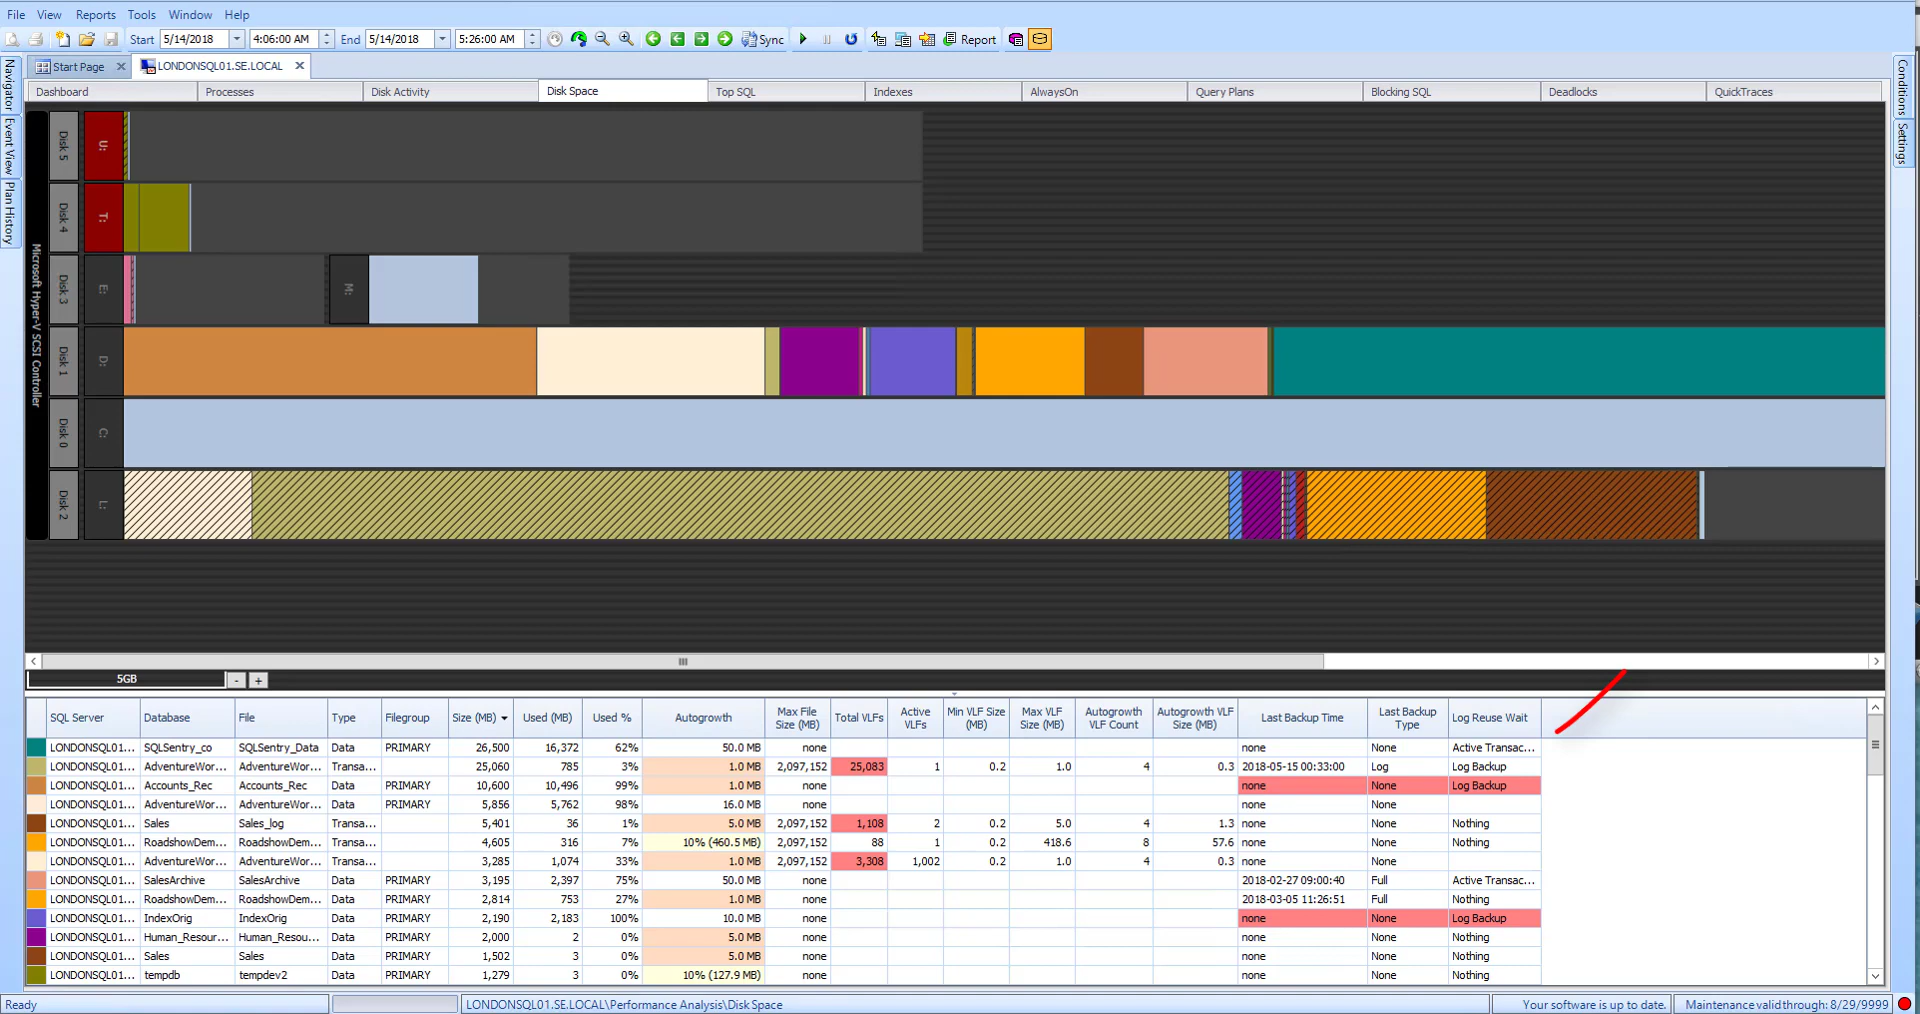 File View Reports Tools Window Help
Start 5/14/2018 4:06:00 AM End 5/14/2018 5:26:00 AM Sync Report
Start Page LONDONSQL01.SE.LOCAL
Dashboard Processes Disk Activity Disk Space Top SQL Indexes AlwaysOn Query Plans Blocking SQL Deadlocks QuickTraces
Navigator
Event View
Plan History
Conditions
Settings
Microsoft Hyper-V SCSI Controller
Disk 5 U:
Disk 4 T:
Disk 3 E: M:
Disk 1 D:
Disk 0 C:
Disk 2 L:
5GB - +
SQL Server Database File Type Filegroup Size (MB) Used (MB) Used % Autogrowth Max File Size (MB) Total VLFs Active VLFs Min VLF Size (MB) Max VLF Size (MB) Autogrowth VLF Count Autogrowth VLF Size (MB) Last Backup Time Last Backup Type Log Reuse Wait
LONDONSQL01... SQLSentry_co SQLSentry_Data Data PRIMARY 26,500 16,372 62% 50.0 MB none none None Active Transac...
LONDONSQL01... AdventureWor... AdventureWor... Transa... 25,060 785 3% 1.0 MB 2,097,152 25,083 1 0.2 1.0 4 0.3 2018-05-15 00:33:00 Log Log Backup
LONDONSQL01... Accounts_Rec Accounts_Rec Data PRIMARY 10,600 10,496 99% 1.0 MB none none None Log Backup
LONDONSQL01... AdventureWor... AdventureWor... Data PRIMARY 5,856 5,762 98% 16.0 MB none none None
LONDONSQL01... Sales Sales_log Transa... 5,401 36 1% 5.0 MB 2,097,152 1,108 2 0.2 5.0 4 1.3 none None Nothing
LONDONSQL01... RoadshowDem... RoadshowDem... Transa... 4,605 316 7% 10% (460.5 MB) 2,097,152 88 1 0.2 418.6 8 57.6 none None Nothing
LONDONSQL01... AdventureWor... AdventureWor... Transa... 3,285 1,074 33% 1.0 MB 2,097,152 3,308 1,002 0.2 1.0 4 0.3 none None
LONDONSQL01... SalesArchive SalesArchive Data PRIMARY 3,195 2,397 75% 50.0 MB none 2018-02-27 09:00:40 Full Active Transac...
LONDONSQL01... RoadshowDem... RoadshowDem... Data PRIMARY 2,814 753 27% 1.0 MB none 2018-03-05 11:26:51 Full Nothing
LONDONSQL01... IndexOrig IndexOrig Data PRIMARY 2,190 2,183 100% 10.0 MB none none None Log Backup
LONDONSQL01... Human_Resour... Human_Resou... Data PRIMARY 2,000 2 0% 5.0 MB none none None Nothing
LONDONSQL01... Sales Sales Data PRIMARY 1,502 3 0% 5.0 MB none none None Nothing
LONDONSQL01... tempdb tempdev2 Data PRIMARY 1,279 3 0% 10% (127.9 MB) none none None Nothing
Ready LONDONSQL01.SE.LOCAL\Performance Analysis\Disk Space Your software is up to date. Maintenance valid through: 8/29/9999